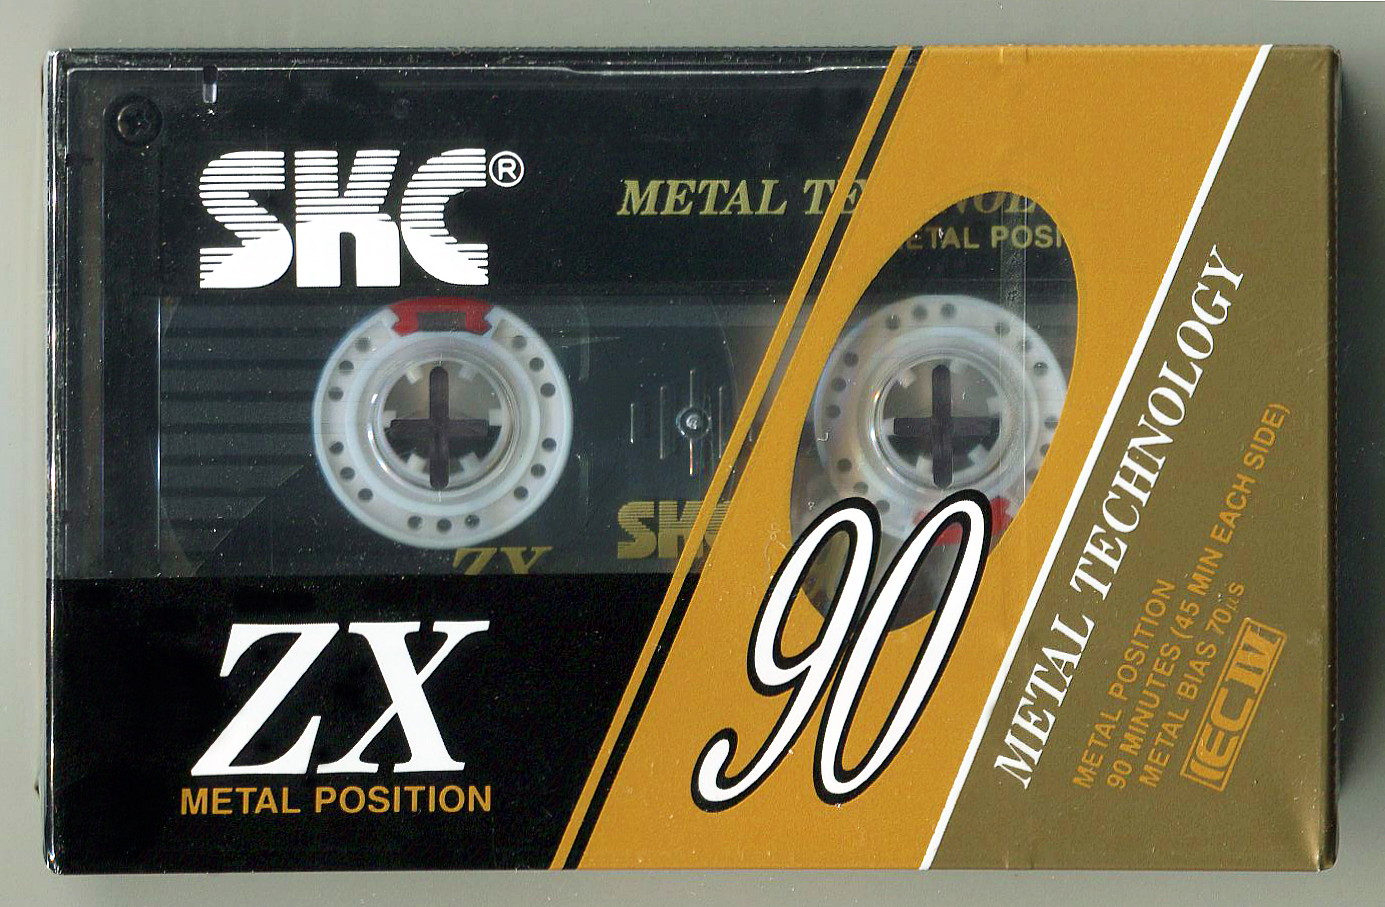 SKC®
METAL TE NOL
ETAL POSI
SKC
ZX
ZX
METAL POSITION
90
METAL TECHNOLOGY
METAL POSITION
90 MINUTES (45 MIN EACH SIDE)
METAL BIAS 70µs
IEC IV